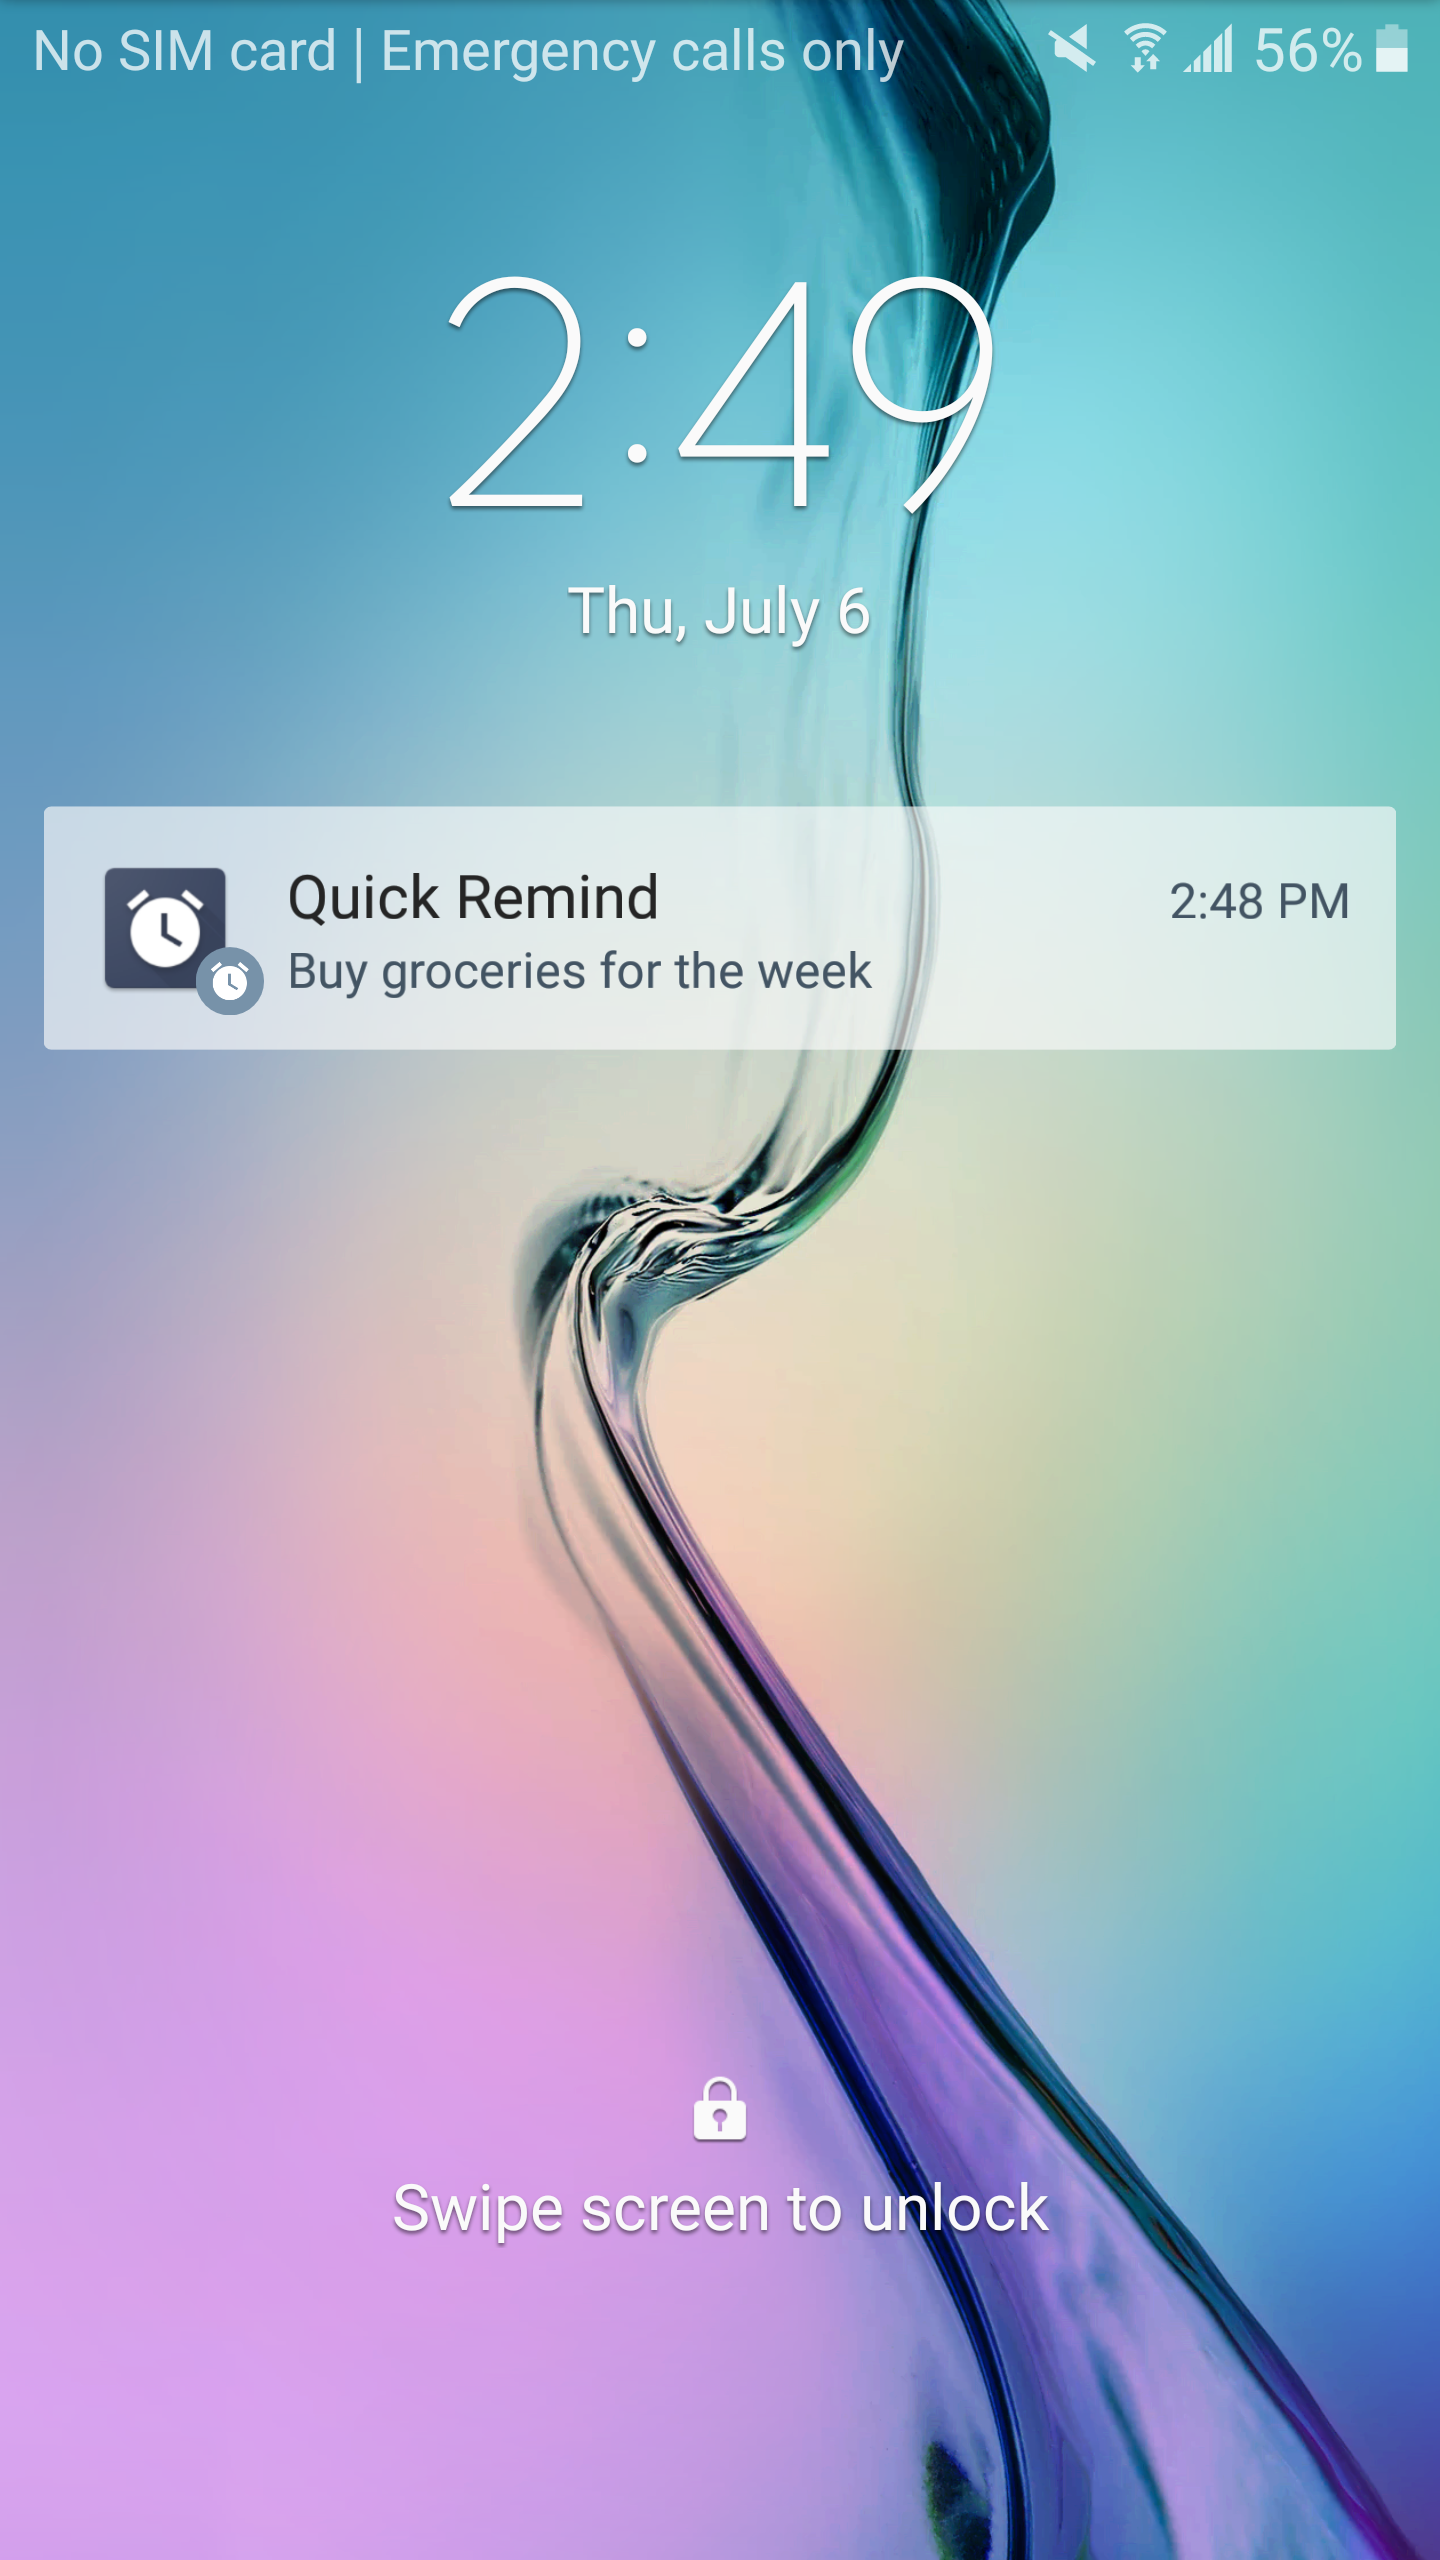 No SIM card | Emergency calls only 56%
2:49
Thu, July 6
Quick Remind 2:48 PM
Buy groceries for the week
Swipe screen to unlock